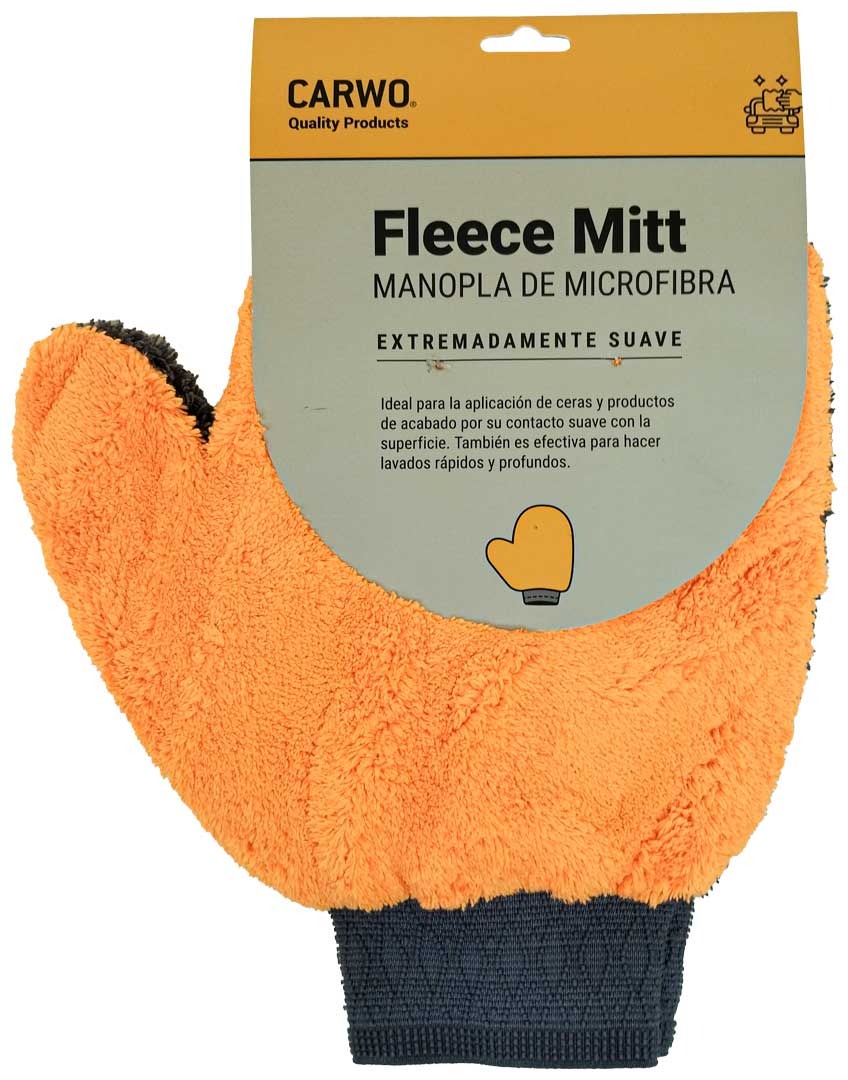 CARWO®
Quality Products
Fleece Mitt
MANOPLA DE MICROFIBRA
EXTREMADAMENTE SUAVE
Ideal para la aplicación de ceras y productos
de acabado por su contacto suave con la
superficie. También es efectiva para hacer
lavados rápidos y profundos.